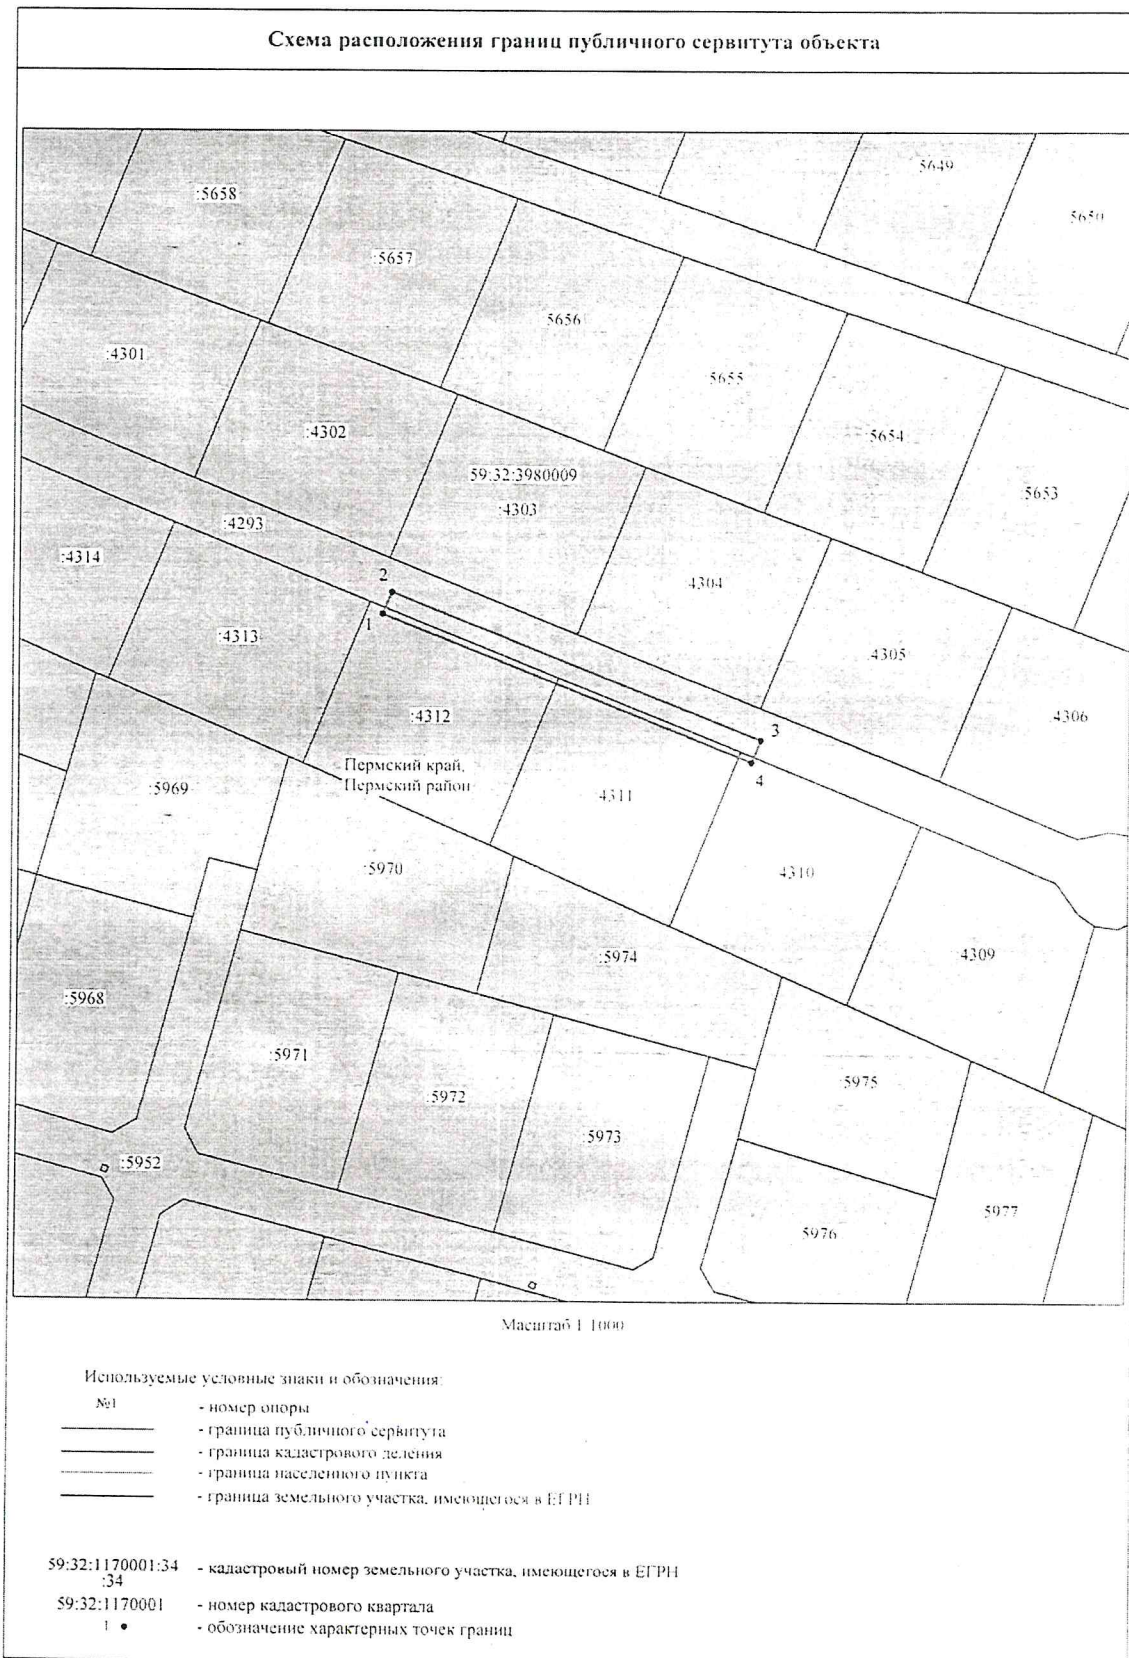 Схема расположения границ публичного сервитута объекта
5649
:5658
5650
:5657
5656
:4301
5655
:4302
:5654
59:32:3980009
:4303
:5653
:4293
:4314
2
4304
1
:4313
4305
:4312
4306
3
Пермский край,
Пермский район
4
:5969
4311
:5970
4310
:5974
:4309
:5968
:5971
:5975
:5972
:5973
:5952
5977
5976
Масштаб 1:1000
Используемые условные знаки и обозначения:
№1 - номер опоры
- граница публичного сервитута
- граница кадастрового деления
- граница населенного пункта
- граница земельного участка, имеющегося в ЕГРН
59:32:1170001:34 - кадастровый номер земельного участка, имеющегося в ЕГРН
:34
59:32:1170001 - номер кадастрового квартала
1 - обозначение характерных точек границ